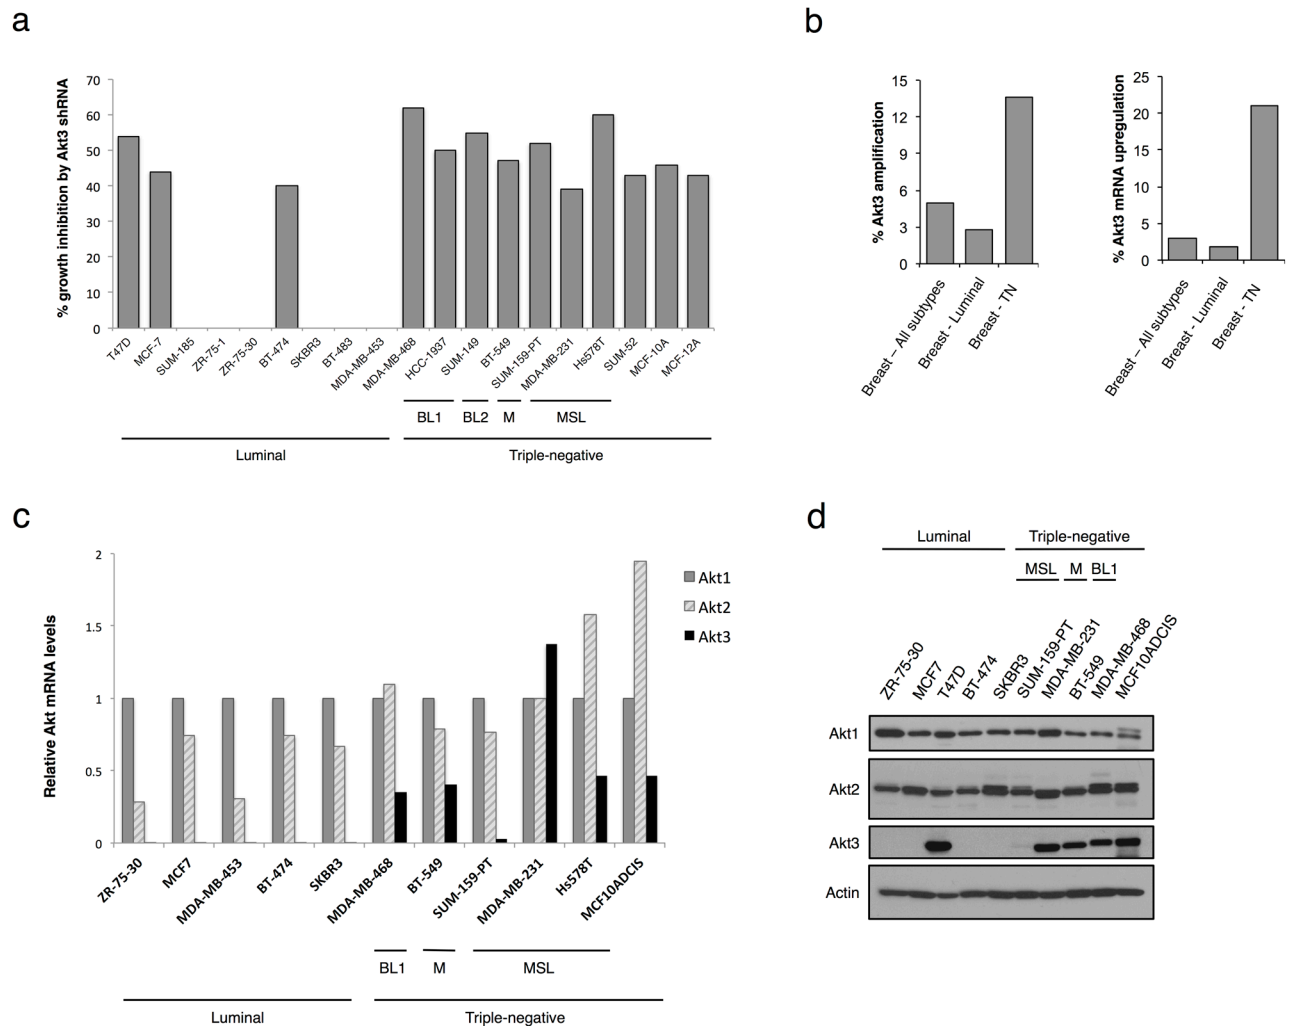 a
% growth inhibition by Akt3 shRNA
70
60
50
40
30
20
10
0
T47D
MCF-7
SUM-185
ZR-75-1
ZR-75-30
BT-474
SKBR3
BT-483
MDA-MB-453
MDA-MB-468
HCC-1937
SUM-149
BT-549
SUM-159-PT
MDA-MB-231
Hs578T
SUM-52
MCF-10A
MCF-12A
BL1 BL2 M MSL
Luminal Triple-negative
b
% Akt3 amplification
15
12
9
6
3
0
Breast – All subtypes
Breast - Luminal
Breast - TN
% Akt3 mRNA upregulation
25
20
15
10
5
0
Breast – All subtypes
Breast - Luminal
Breast - TN
c
Relative Akt mRNA levels
2
1.5
1
0.5
0
Akt1
Akt2
Akt3
ZR-75-30
MCF7
MDA-MB-453
BT-474
SKBR3
MDA-MB-468
BT-549
SUM-159-PT
MDA-MB-231
Hs578T
MCF10ADCIS
BL1 M MSL
Luminal Triple-negative
d
Luminal Triple-negative
MSL M BL1
ZR-75-30
MCF7
T47D
BT-474
SKBR3
SUM-159-PT
MDA-MB-231
BT-549
MDA-MB-468
MCF10ADCIS
Akt1
Akt2
Akt3
Actin